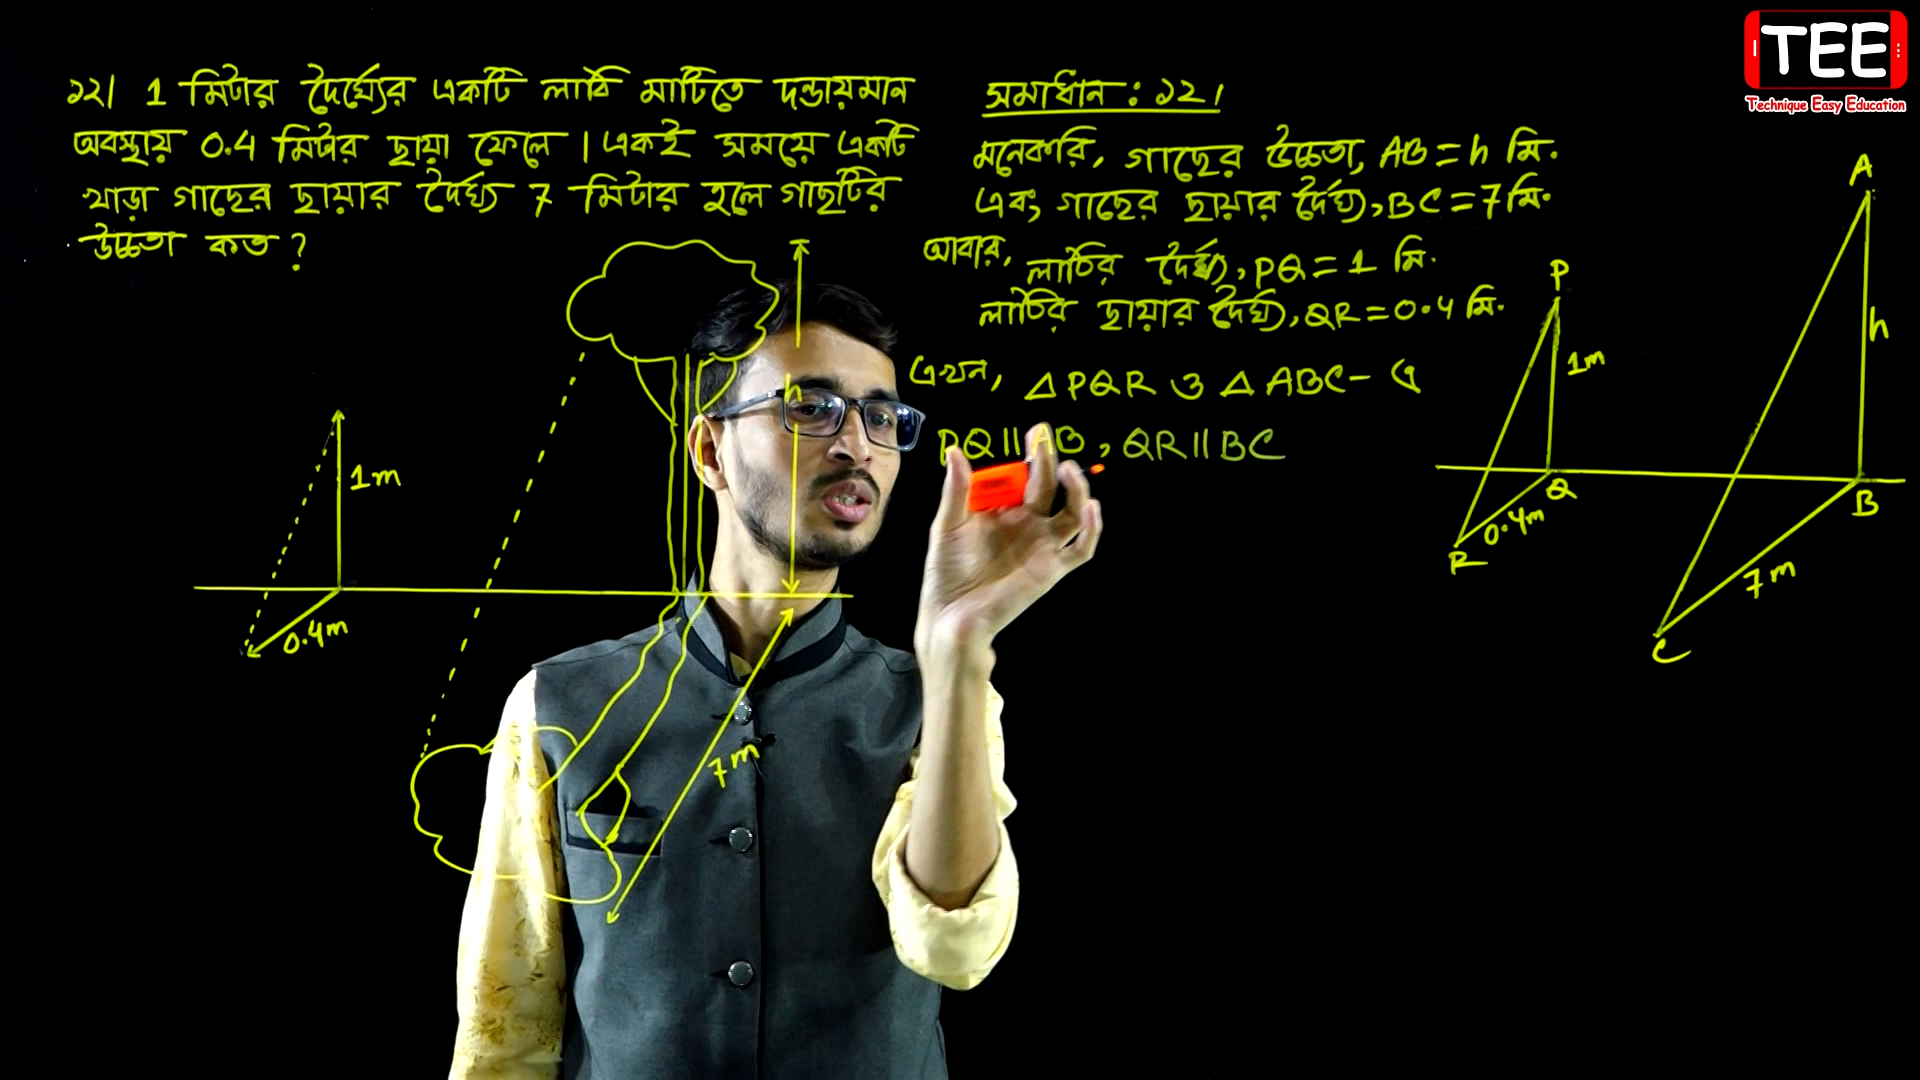 ১২। 1 মিটার দৈর্ঘ্যের একটি লাঠি মাটিতে দন্ডায়মান
অবস্থায় 0.4 মিটার ছায়া ফেলে। একই সময়ে একটি
খাড়া গাছের ছায়ার দৈর্ঘ্য 7 মিটার হলে গাছটির
উচ্চতা কত?
h
1m
0.4m
7m
সমাধান: ১২।
মনেকরি, গাছের উচ্চতা, AB = h মি.
এবং গাছের ছায়ার দৈর্ঘ্য, BC = 7 মি.
আবার, লাঠির দৈর্ঘ্য, PQ = 1 মি.
লাঠির ছায়ার দৈর্ঘ্য, QR = 0.4 মি.
এখন, △PQR ও △ABC-এ
PQ||AB, QR||BC
P
1m
Q
0.4m
R
A
h
B
7m
C
TEE
Technique Easy Education